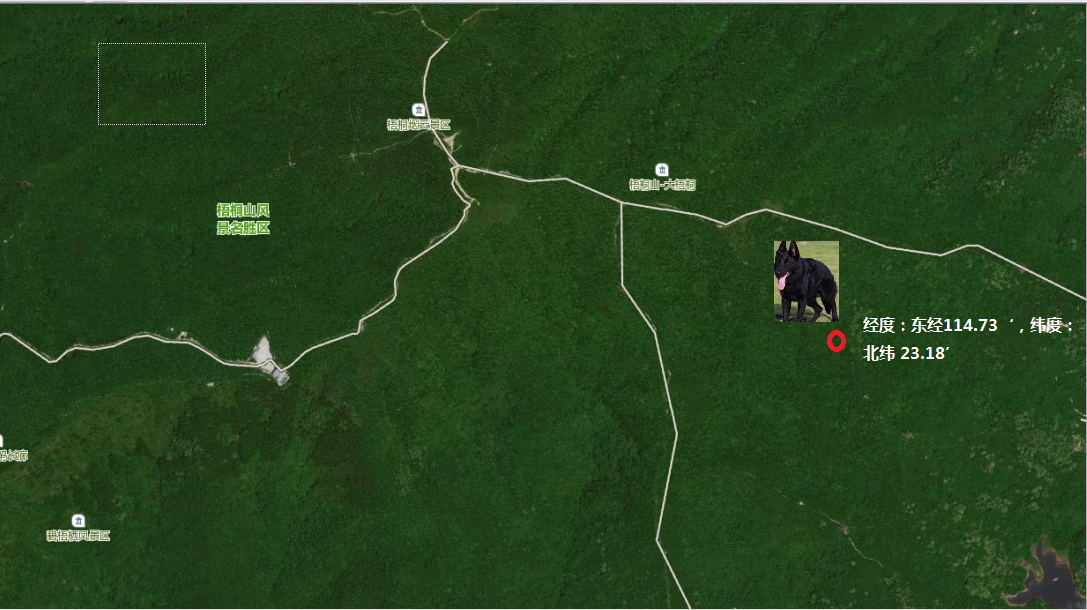 梧桐烟云景区
梧桐山-大梧桐
梧桐山风
景名胜区
经度：东经114.73 ′，纬度：
北纬 23.18′
碧梧栖凤景区